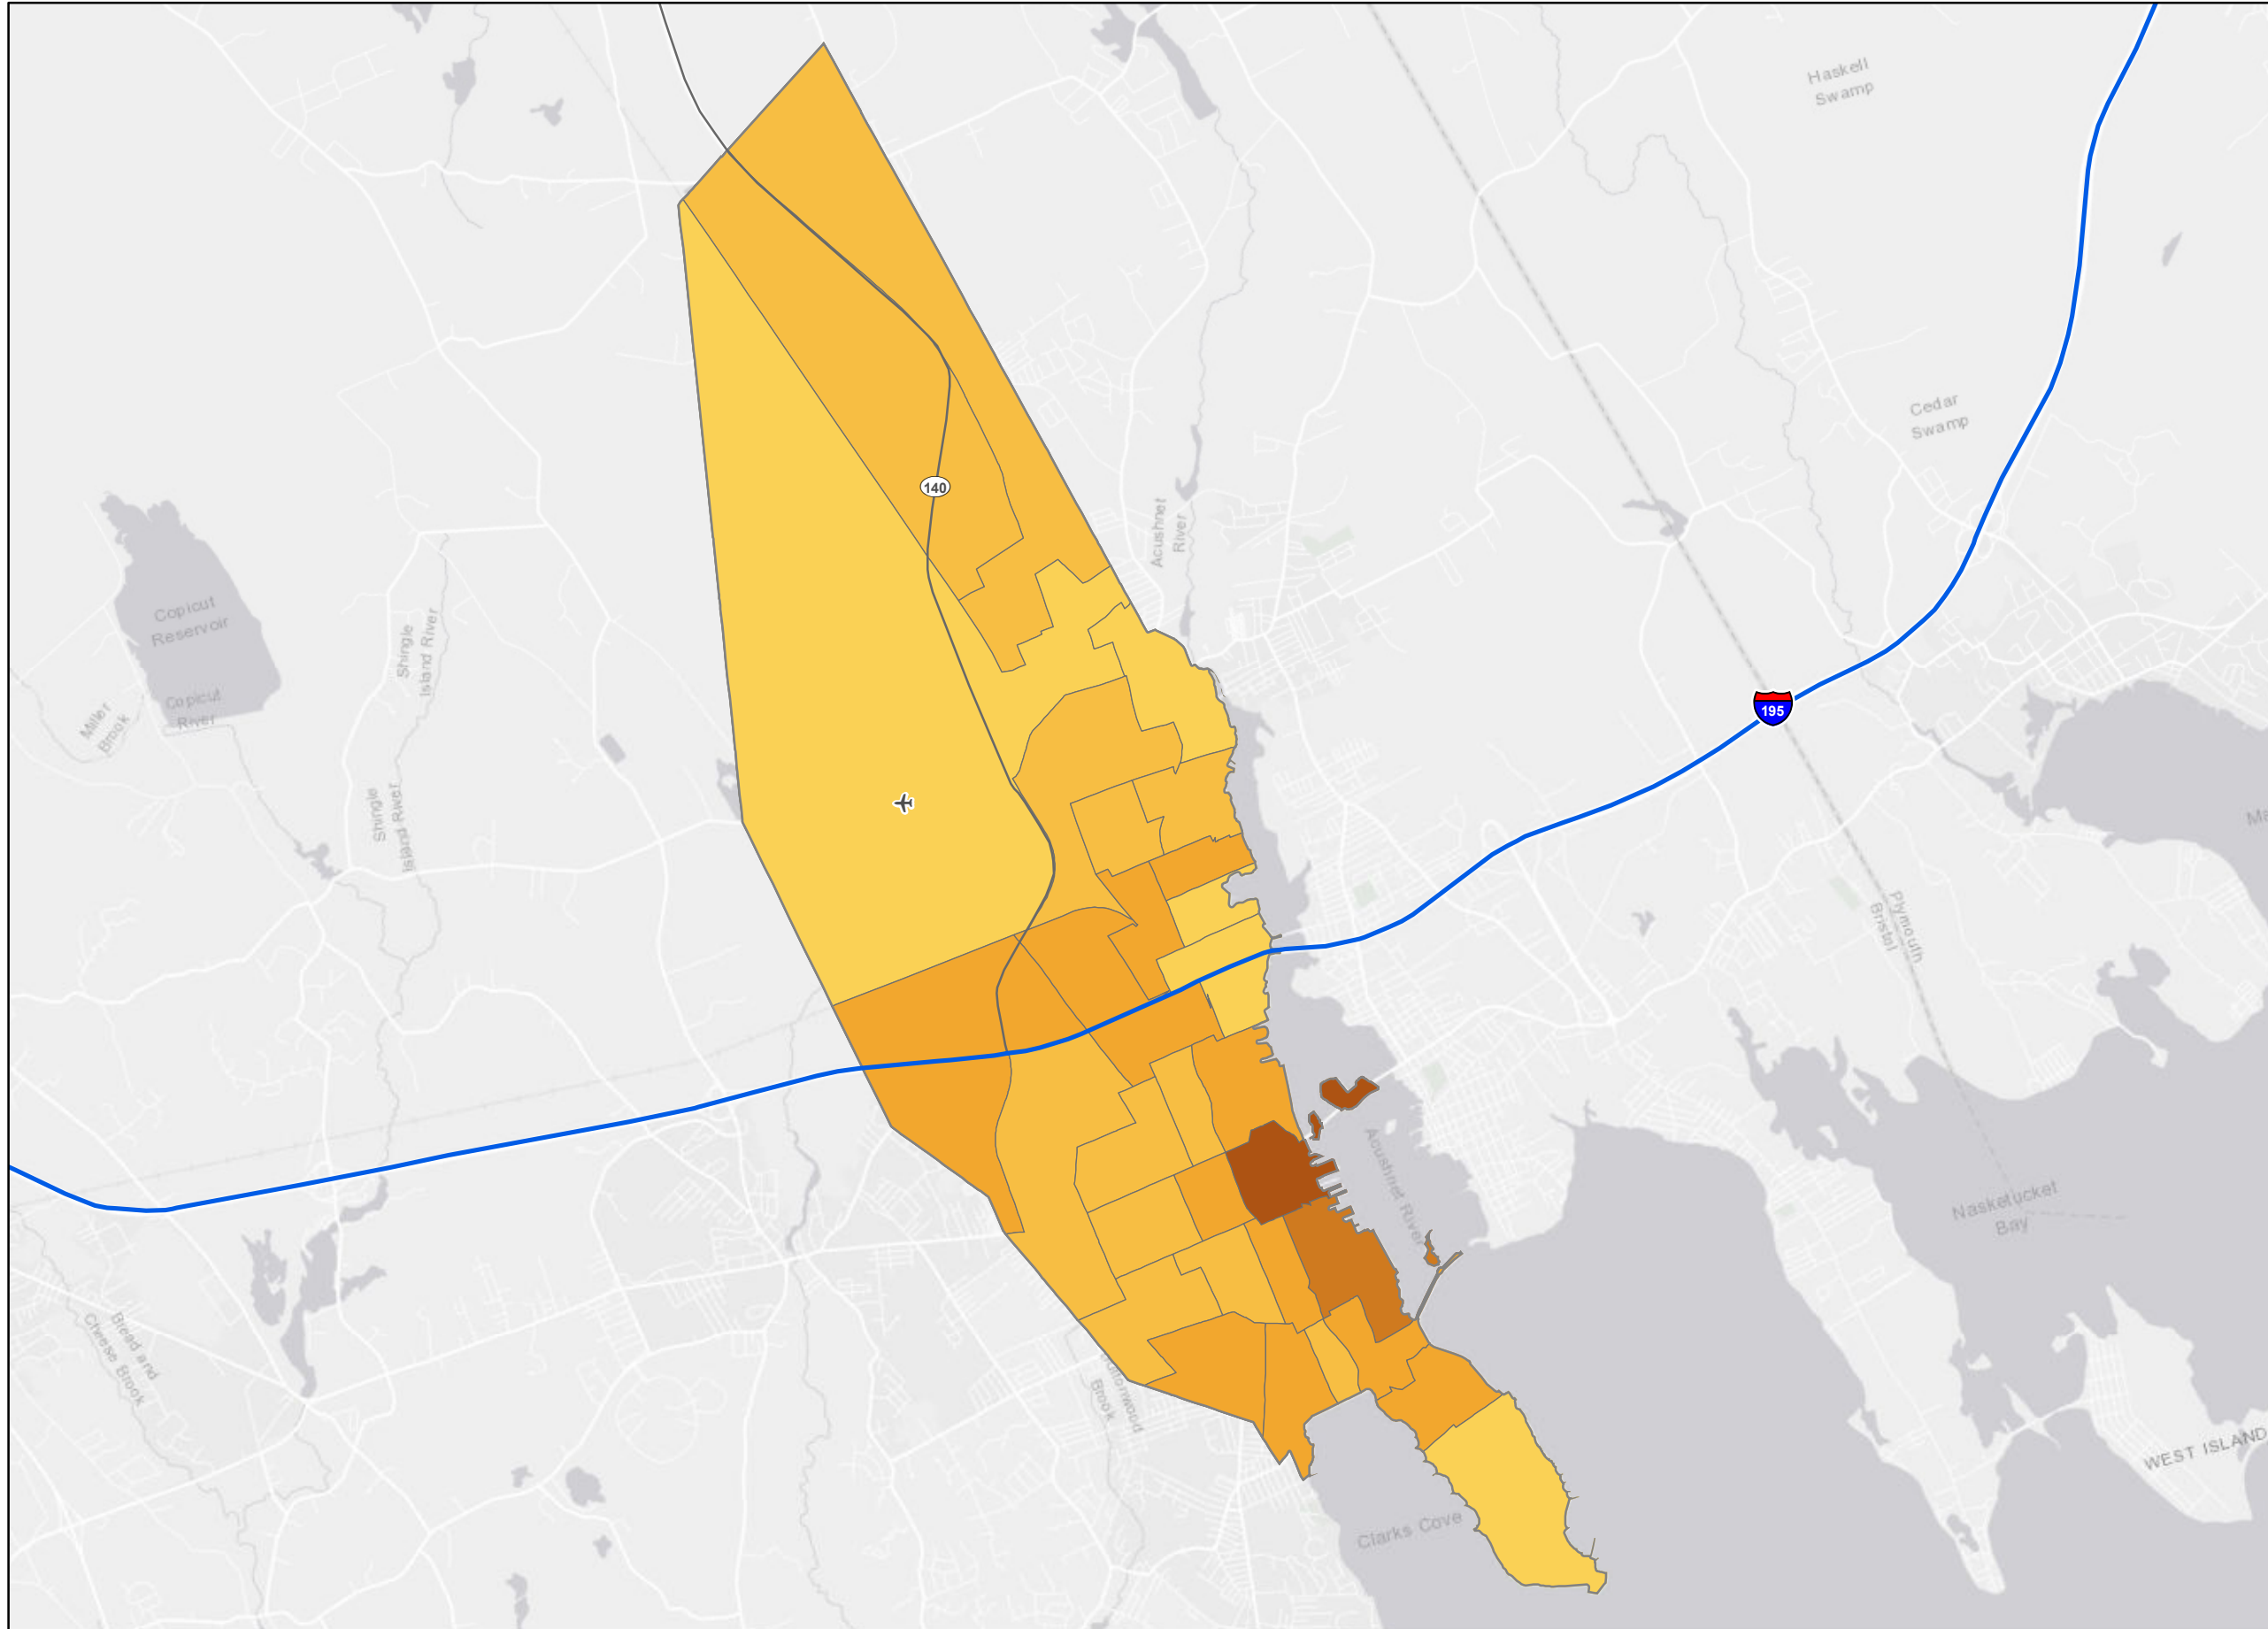 Haskell
Swamp
Cedar
Swamp
140
Acushnet
River
Copicut
Reservoir
Shingle
Island River
Copicut
River
Miller
Brook
195
Shingle
Island River
Plymouth
Bristol
Acushnet River
Nasketucket
Bay
Bread and
Cheese Brook
Brook
WEST ISLAND
Clarks Cove